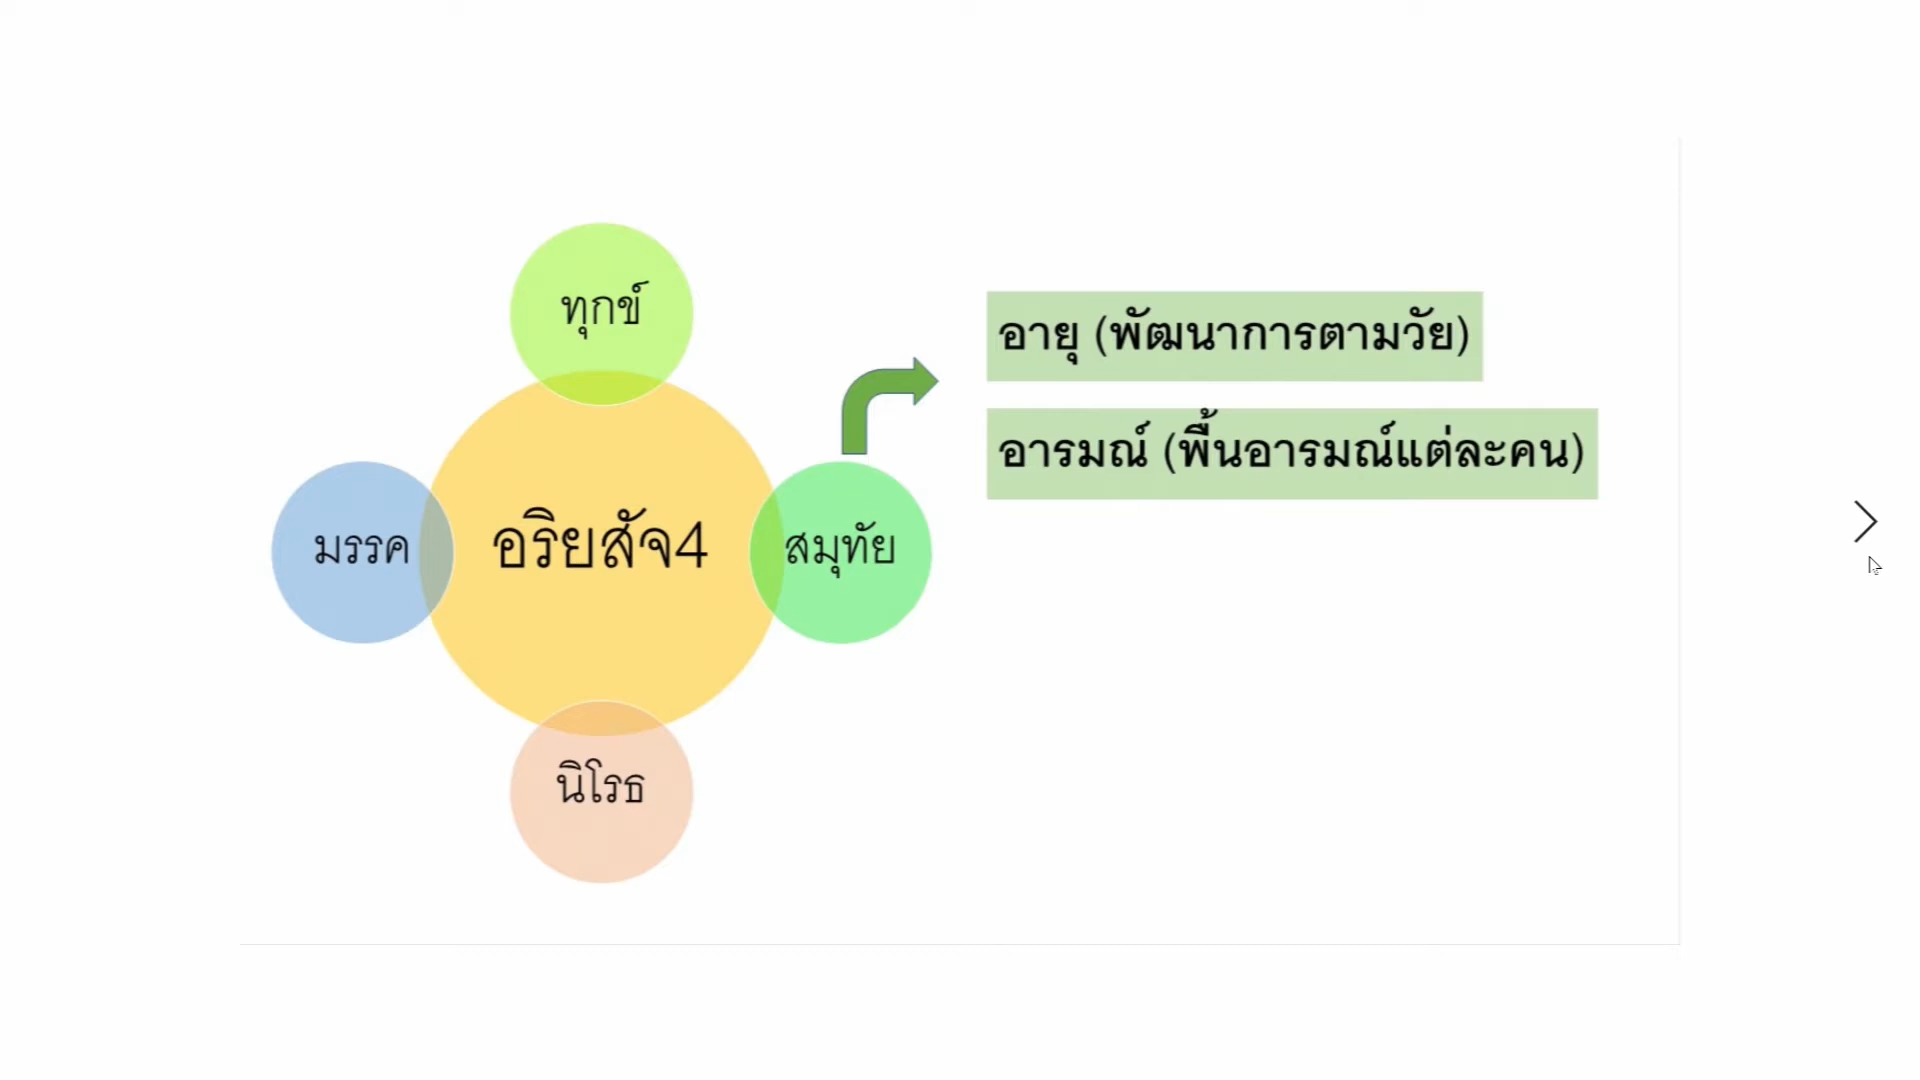 ทุกข์
มรรค
อริยสัจ4
สมุทัย
นิโรธ
อายุ (พัฒนาการตามวัย)
อารมณ์ (พื้นอารมณ์แต่ละคน)